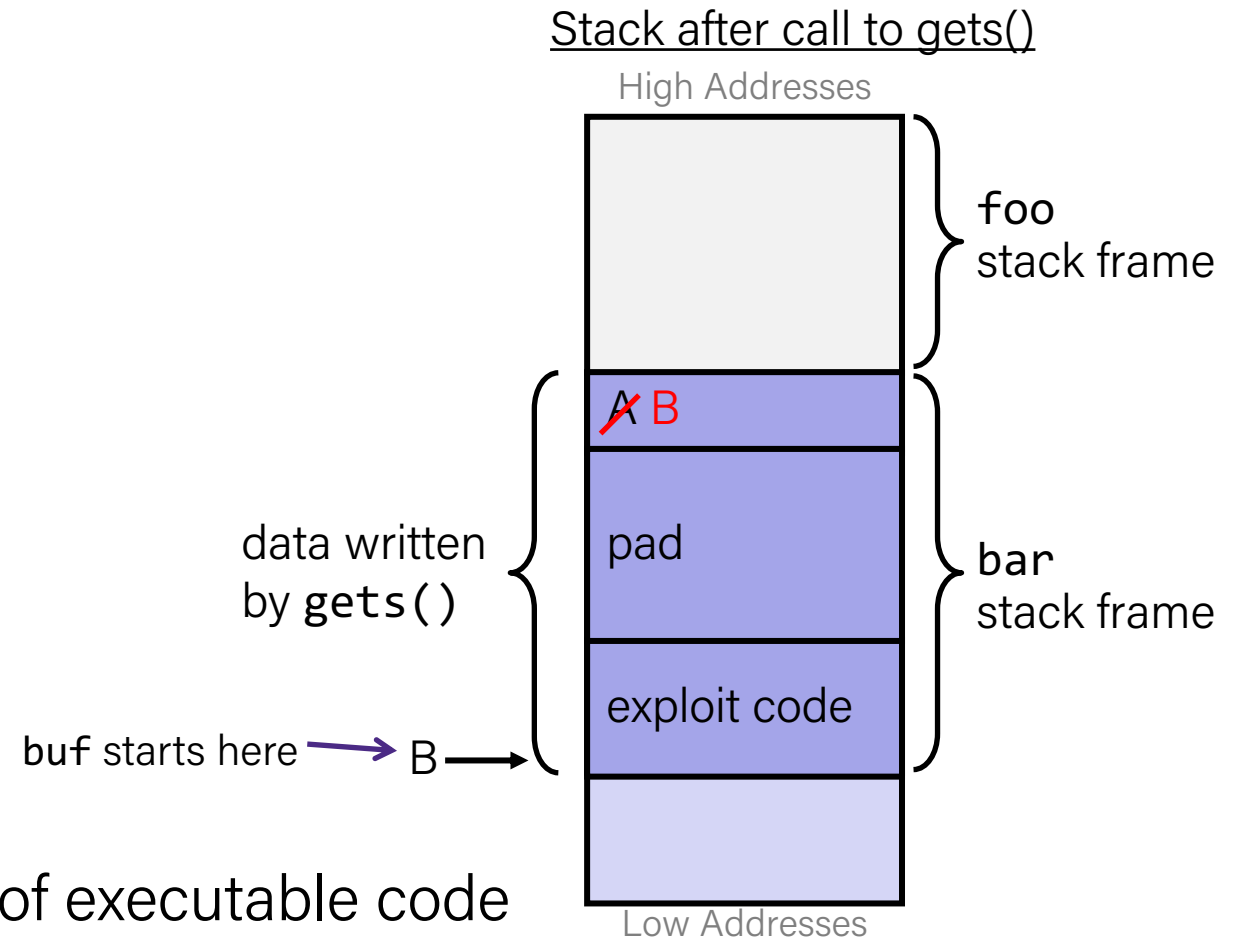 Stack after call to gets()
High Addresses
foo
stack frame
A B
data written
by gets()
pad
bar
stack frame
exploit code
buf starts here
B
of executable code
Low Addresses